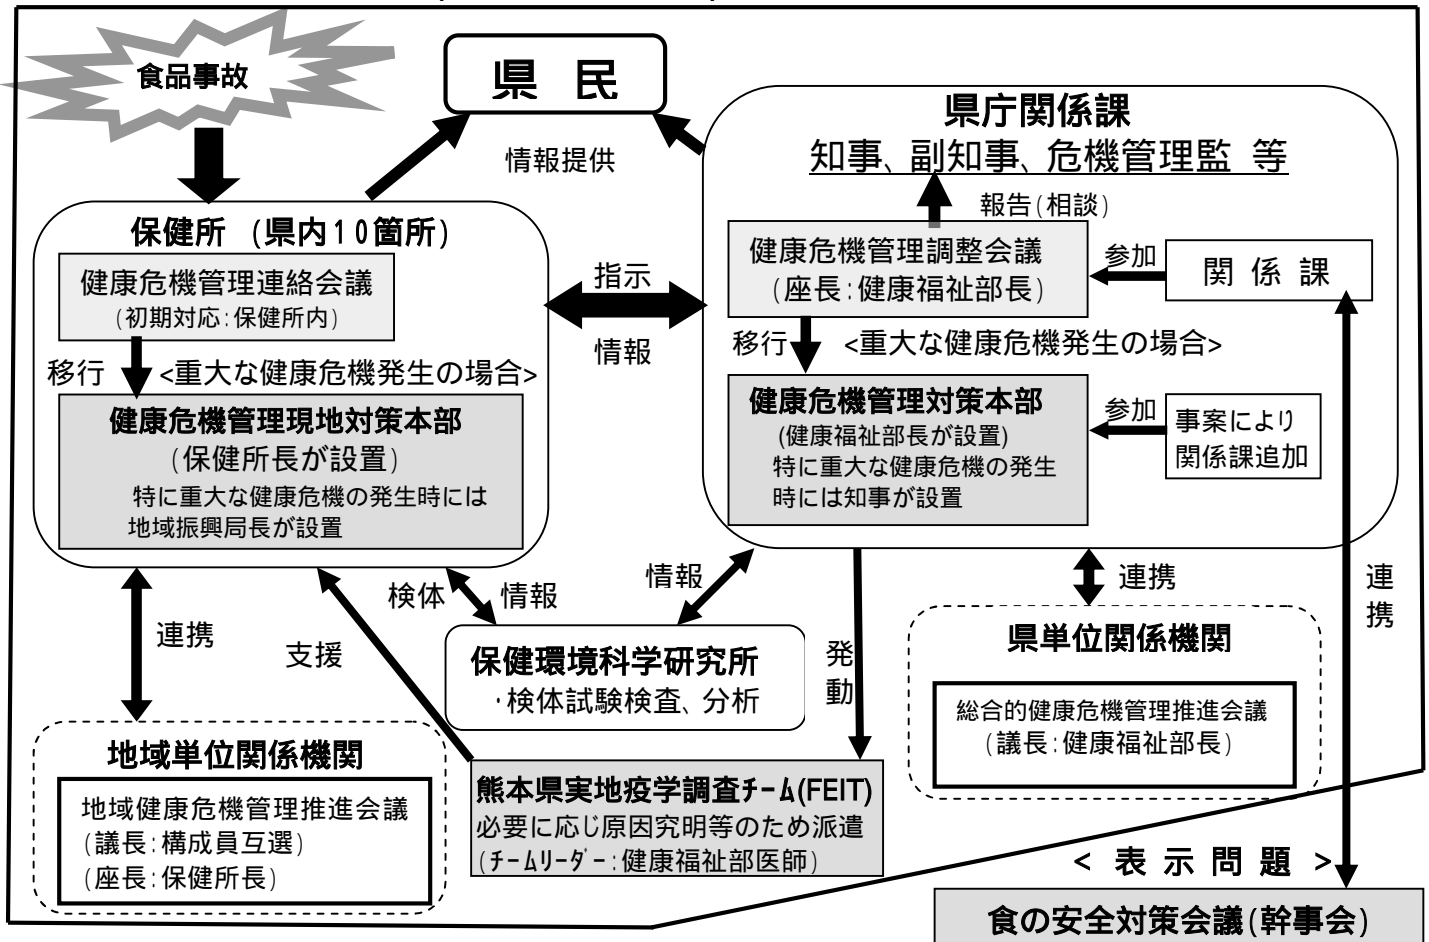 食品事故
県 民
情報提供
県庁関係課
知事、副知事、危機管理監 等
報告(相談)
保健所 (県内10箇所)
健康危機管理連絡会議
(初期対応:保健所内)
移行 <重大な健康危機発生の場合>
健康危機管理現地対策本部
(保健所長が設置)
特に重大な健康危機の発生時には
地域振興局長が設置
指示
情報
健康危機管理調整会議
(座長:健康福祉部長)
参加
関 係 課
移行 <重大な健康危機発生の場合>
健康危機管理対策本部
(健康福祉部長が設置)
特に重大な健康危機の発生
時には知事が設置
参加
事案により
関係課追加
連携
支援
検体 情報
情報
保健環境科学研究所
・検体試験検査、分析
発動
連携
連携
県単位関係機関
総合的健康危機管理推進会議
(議長:健康福祉部長)
地域単位関係機関
地域健康危機管理推進会議
(議長:構成員互選)
(座長:保健所長)
熊本県実地疫学調査ﾁｰﾑ(FEIT)
必要に応じ原因究明等のため派遣
(ﾁｰﾑﾘｰﾀﾞｰ:健康福祉部医師)
< 表 示 問 題 >
食の安全対策会議(幹事会)